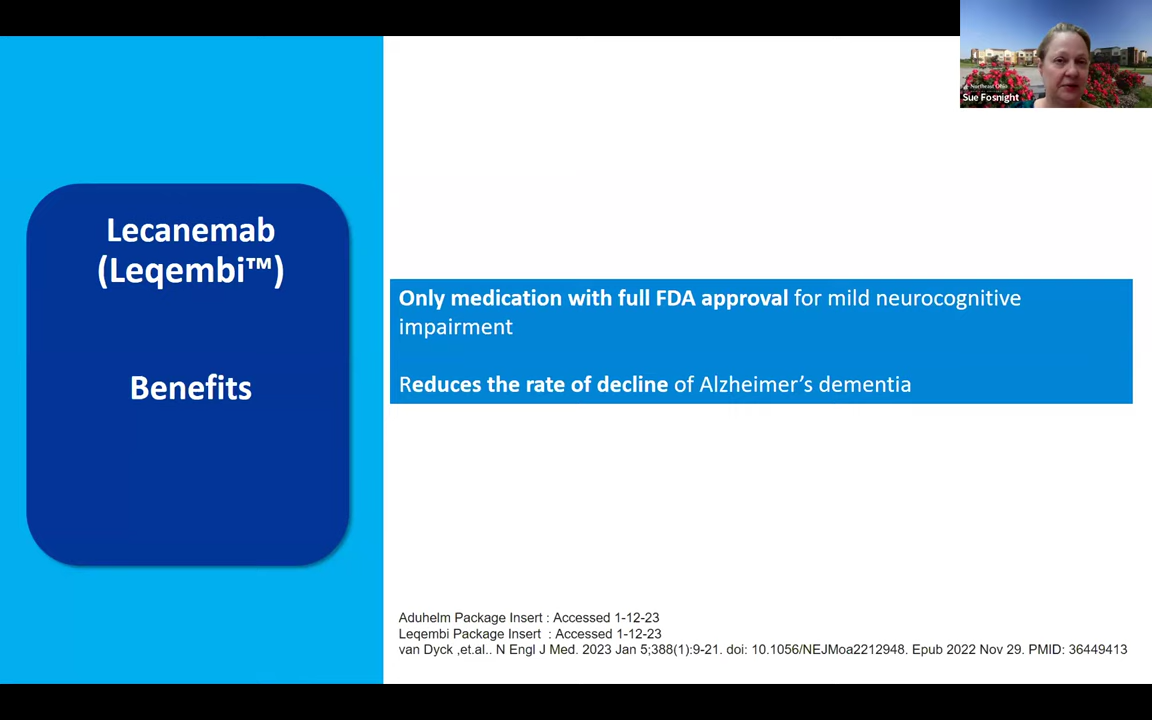 Northeast Ohio
Sue Fosnight
Lecanemab
(Leqembi™)
Benefits
Only medication with full FDA approval for mild neurocognitive
impairment
Reduces the rate of decline of Alzheimer’s dementia
Aduhelm Package Insert : Accessed 1-12-23
Leqembi Package Insert  : Accessed 1-12-23
van Dyck ,et.al.. N Engl J Med. 2023 Jan 5;388(1):9-21. doi: 10.1056/NEJMoa2212948. Epub 2022 Nov 29. PMID: 36449413